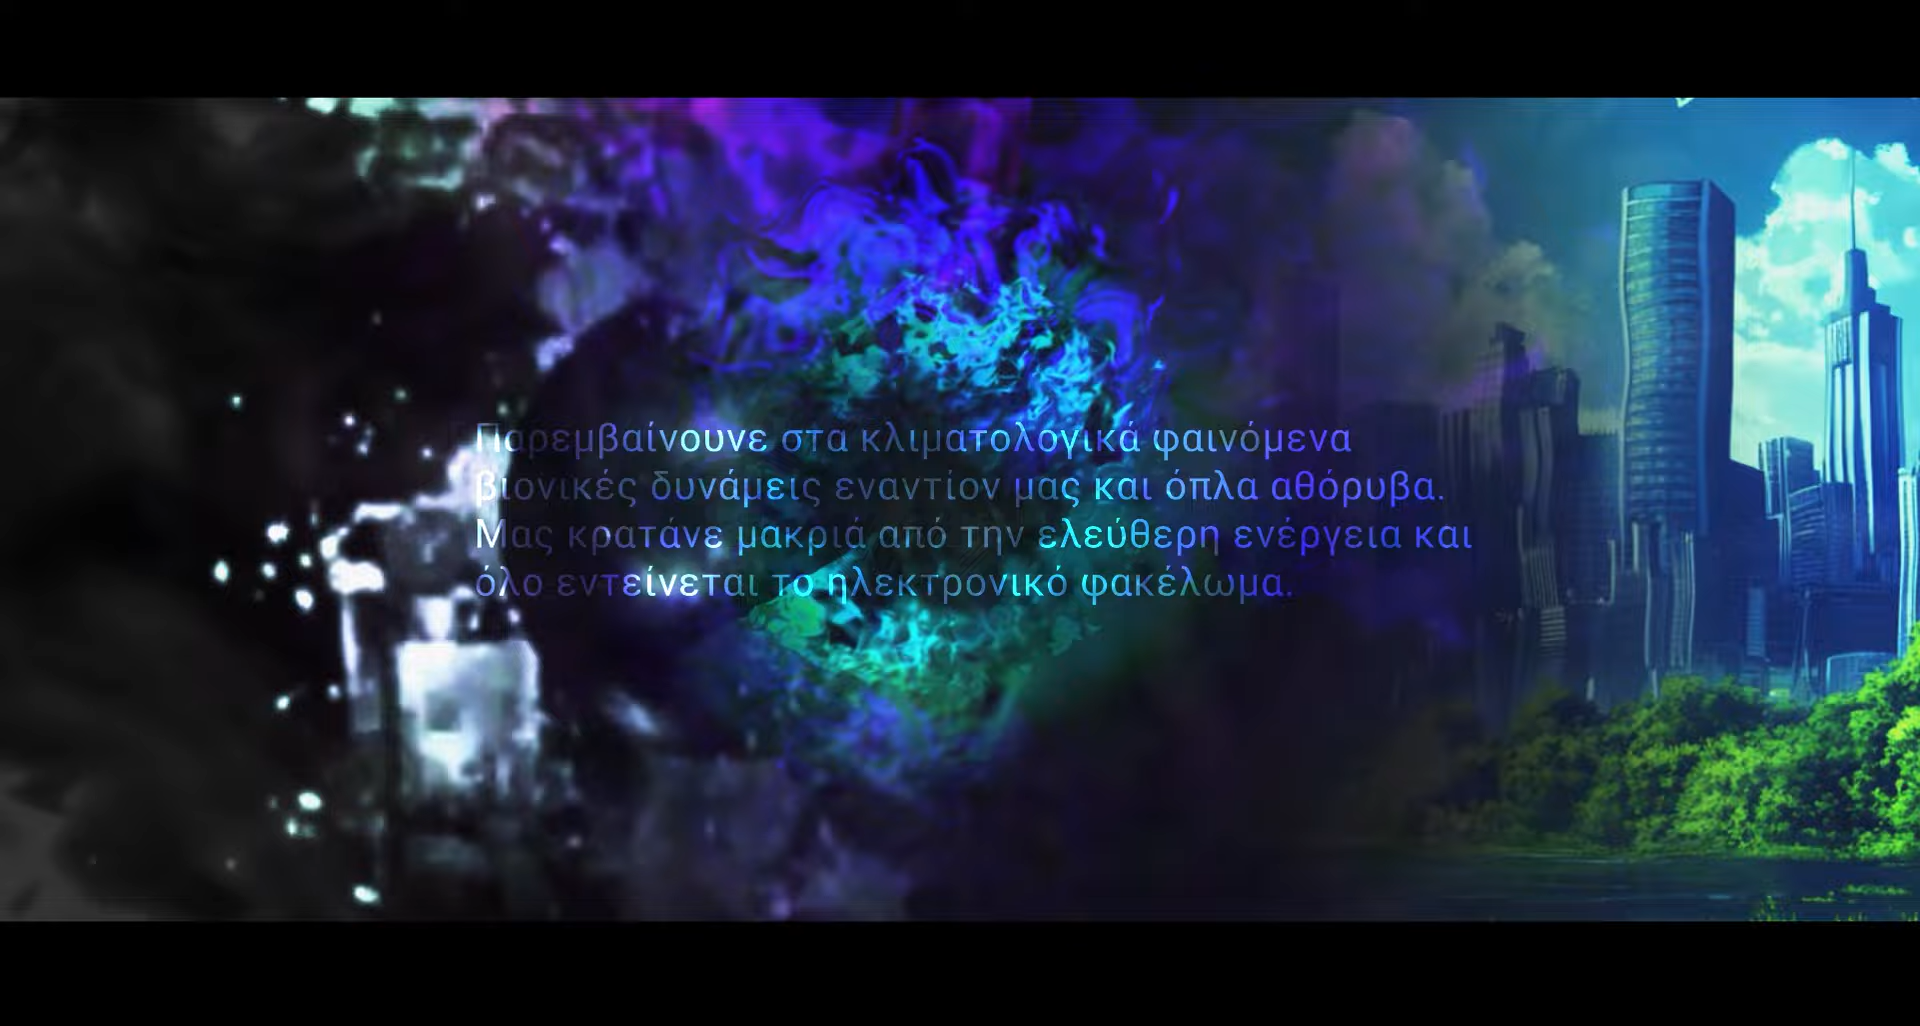 Παρεμβαίνουνε στα κλιματολογικά φαινόμενα
βιονικές δυνάμεις εναντίον μας και όπλα αθόρυβα.
Μας κρατάνε μακριά από την ελεύθερη ενέργεια και
όλο εντείνεται το ηλεκτρονικό φακέλωμα.